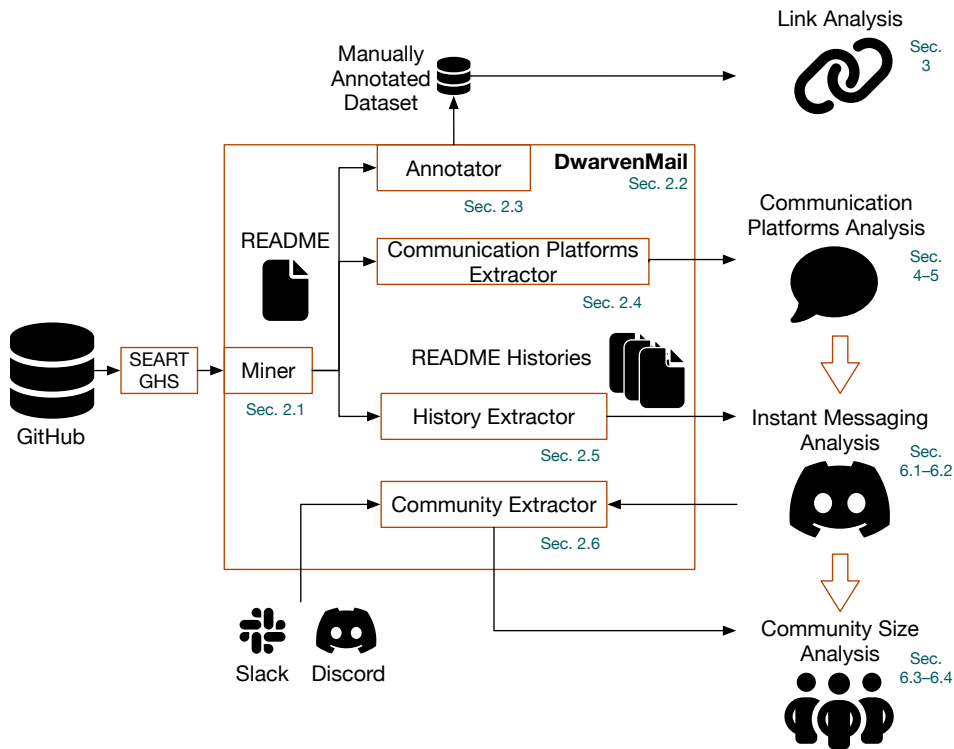 Link Analysis
Sec.
3
Manually
Annotated
Dataset
Annotator
DwarvenMail
Sec. 2.2
Sec. 2.3
README
Communication Platforms
Extractor
Sec. 2.4
Communication
Platforms Analysis
Sec.
4–5
GitHub
SEART
GHS
Miner
Sec. 2.1
README Histories
History Extractor
Sec. 2.5
Instant Messaging
Analysis
Sec.
6.1–6.2
Community Extractor
Sec. 2.6
Slack
Discord
Community Size
Analysis
Sec.
6.3–6.4